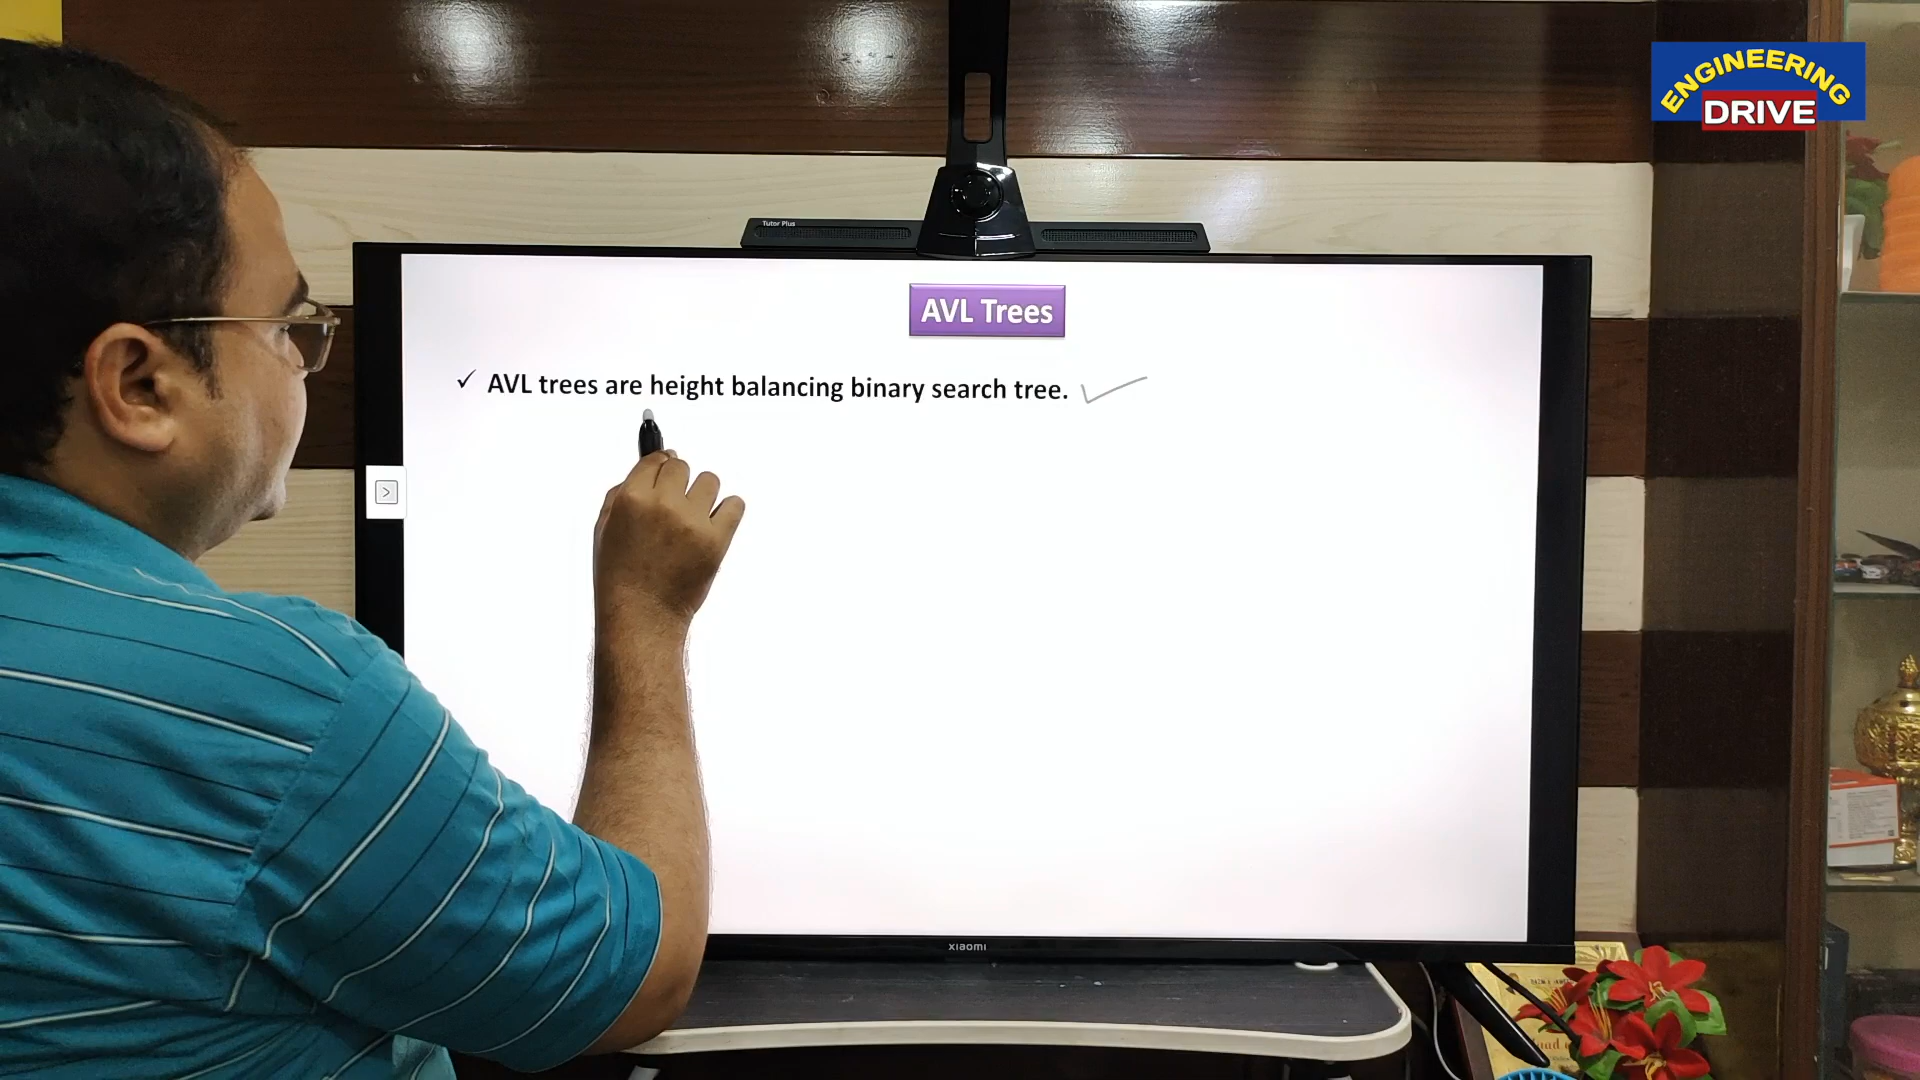 ENGINEERING
DRIVE
Tutor Plus
AVL Trees
✓ AVL trees are height balancing binary search tree.
xiaomi